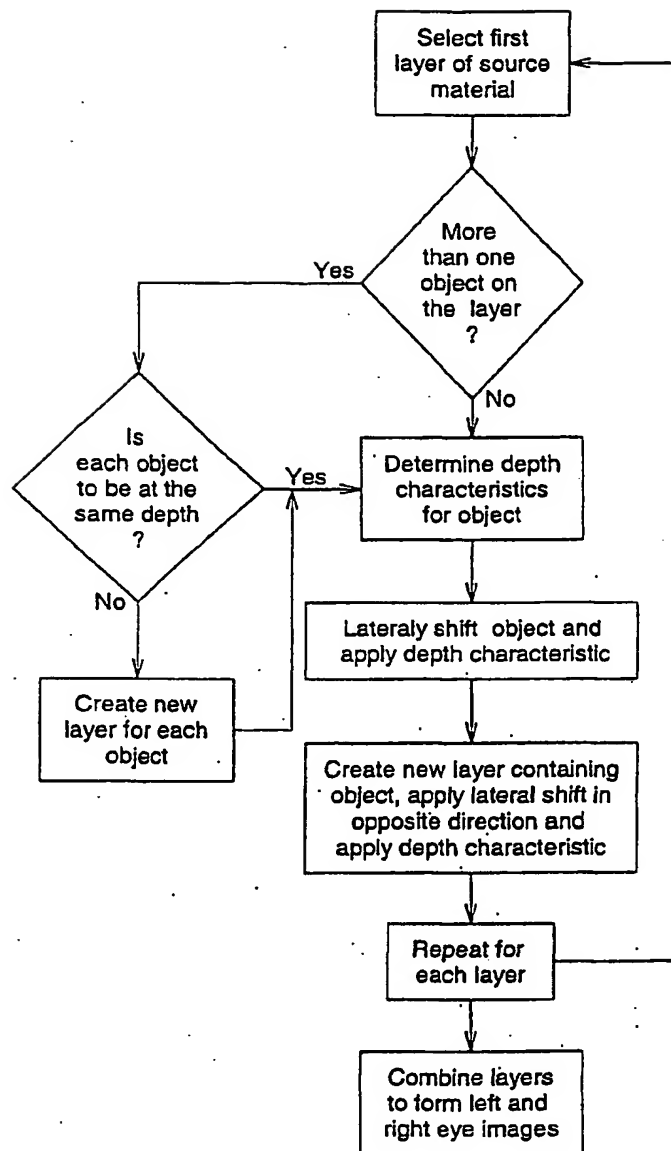 Select first
layer of source
material
More
than one
object on
the layer
?
Yes
No
Is
each object
to be at the
same depth
?
Yes
No
Create new
layer for each
object
Determine depth
characteristics
for object
Lateraly shift object and
apply depth characteristic
Create new layer containing
object, apply lateral shift in
opposite direction and
apply depth characteristic
Repeat for
each layer
Combine layers
to form left and
right eye images